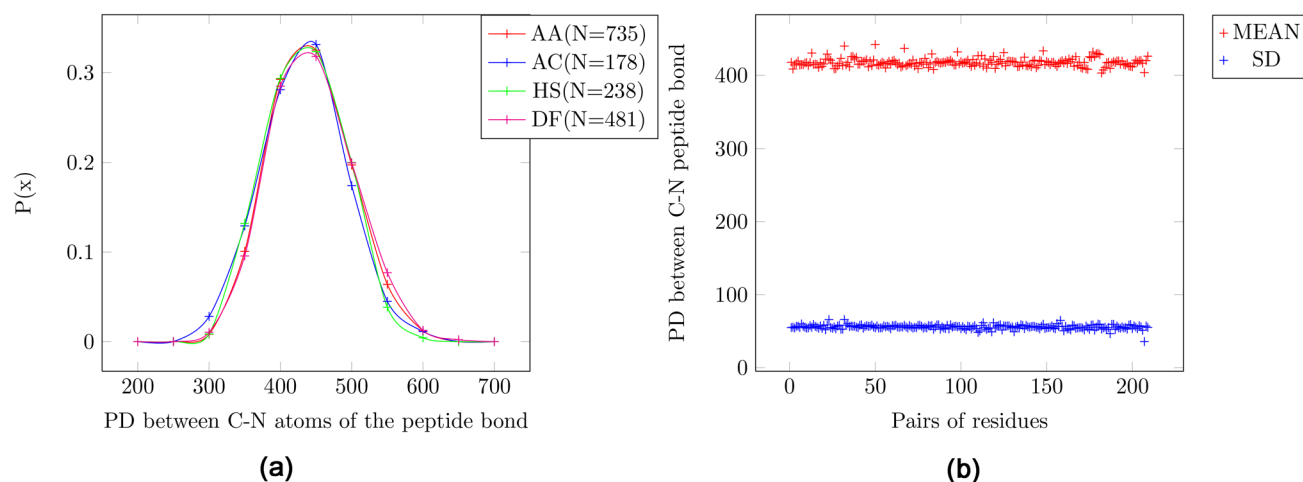 AA(N=735)
AC(N=178)
HS(N=238)
DF(N=481)
0.3
0.2
0.1
0
P(x)
200 300 400 500 600 700
PD between C-N atoms of the peptide bond
(a)
MEAN
SD
400
300
200
100
0
PD between C-N peptide bond
0 50 100 150 200
Pairs of residues
(b)